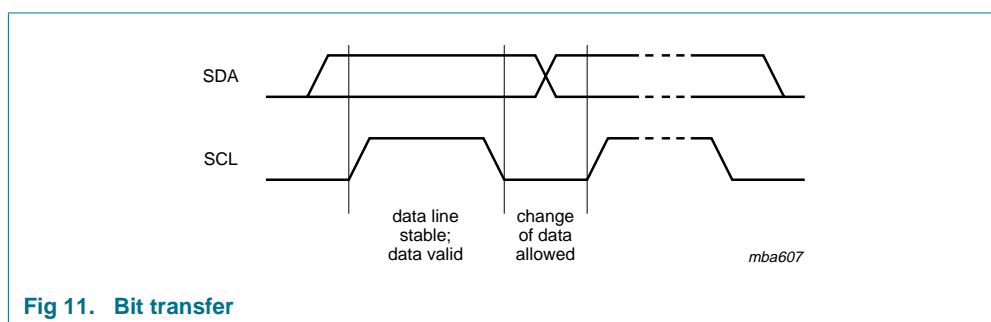 SDA
SCL
data line
stable;
data valid
change
of data
allowed
mba607
Fig 11. Bit transfer